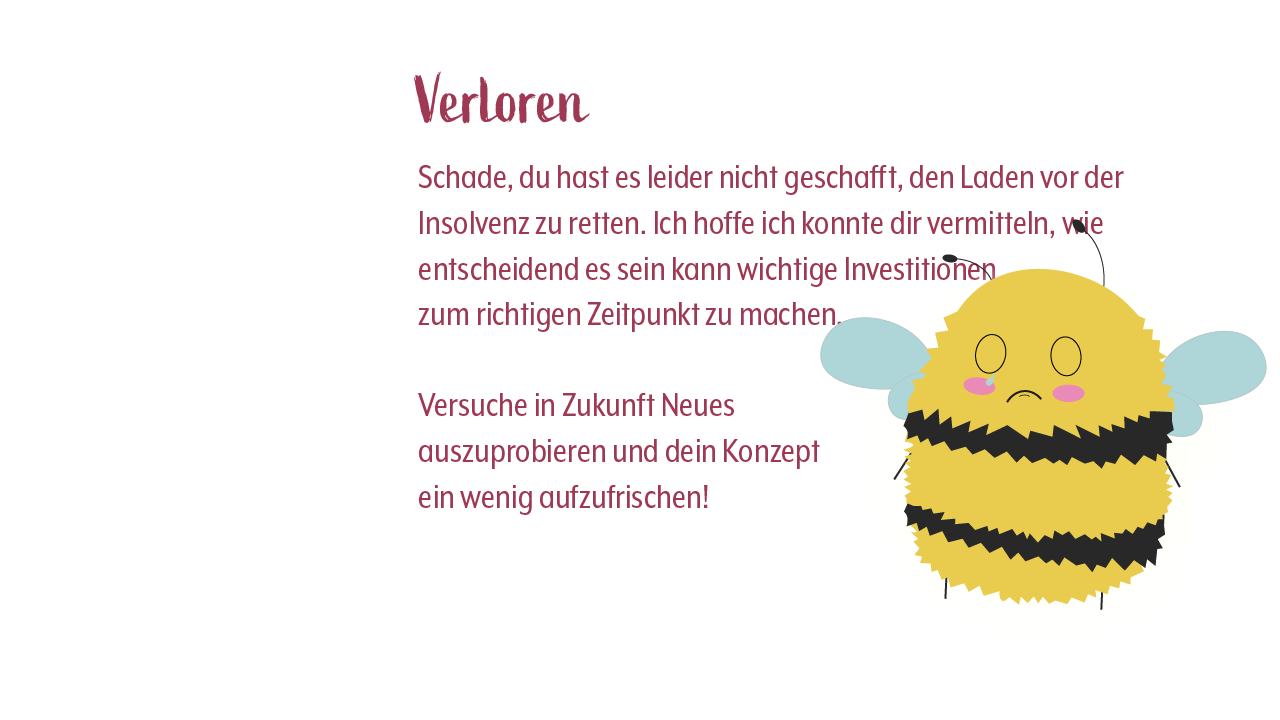 Verloren
Schade, du hast es leider nicht geschafft, den Laden vor der
Insolvenz zu retten. Ich hoffe ich konnte dir vermitteln, wie
entscheidend es sein kann wichtige Investitionen
zum richtigen Zeitpunkt zu machen.
Versuche in Zukunft Neues
auszuprobieren und dein Konzept
ein wenig aufzufrischen!